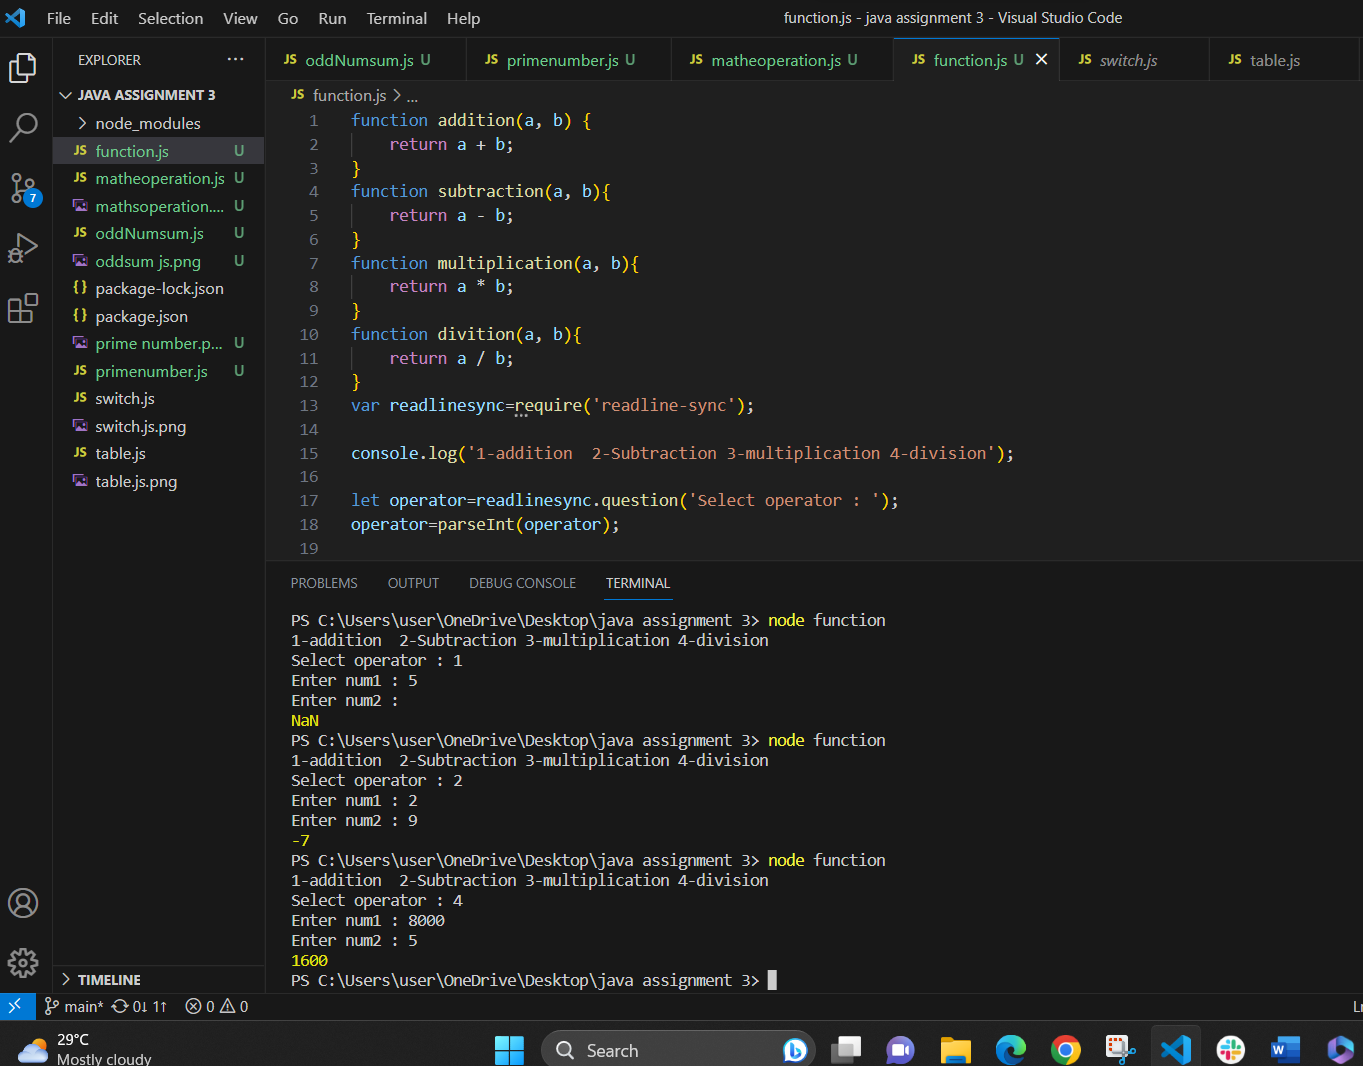 File Edit Selection View Go Run Terminal Help
function.js - java assignment 3 - Visual Studio Code
EXPLORER ...
JS oddNumsum.js U JS primenumber.js U JS matheoperation.js U JS function.js U JS switch.js JS table.js
JAVA ASSIGNMENT 3
node_modules
JS function.js U
JS matheoperation.js U
mathsoperation.... U
JS oddNumsum.js U
oddsum js.png U
{} package-lock.json
{} package.json
prime number.p... U
JS primenumber.js U
JS switch.js
switch.js.png
JS table.js
table.js.png
TIMELINE
7
JS function.js > ...
1 function addition(a, b) {
2 return a + b;
3 }
4 function subtraction(a, b){
5 return a - b;
6 }
7 function multiplication(a, b){
8 return a * b;
9 }
10 function divition(a, b){
11 return a / b;
12 }
13 var readlinesync=require('readline-sync');
14
15 console.log('1-addition  2-Subtraction 3-multiplication 4-division');
16
17 let operator=readlinesync.question('Select operator : ');
18 operator=parseInt(operator);
19
PROBLEMS OUTPUT DEBUG CONSOLE TERMINAL
PS C:\Users\user\OneDrive\Desktop\java assignment 3> node function
1-addition  2-Subtraction 3-multiplication 4-division
Select operator : 1
Enter num1 : 5
Enter num2 :
NaN
PS C:\Users\user\OneDrive\Desktop\java assignment 3> node function
1-addition  2-Subtraction 3-multiplication 4-division
Select operator : 2
Enter num1 : 2
Enter num2 : 9
-7
PS C:\Users\user\OneDrive\Desktop\java assignment 3> node function
1-addition  2-Subtraction 3-multiplication 4-division
Select operator : 4
Enter num1 : 8000
Enter num2 : 5
1600
PS C:\Users\user\OneDrive\Desktop\java assignment 3>
main* 0↓ 1↑ 0 0
29°C
Mostly cloudy
Search